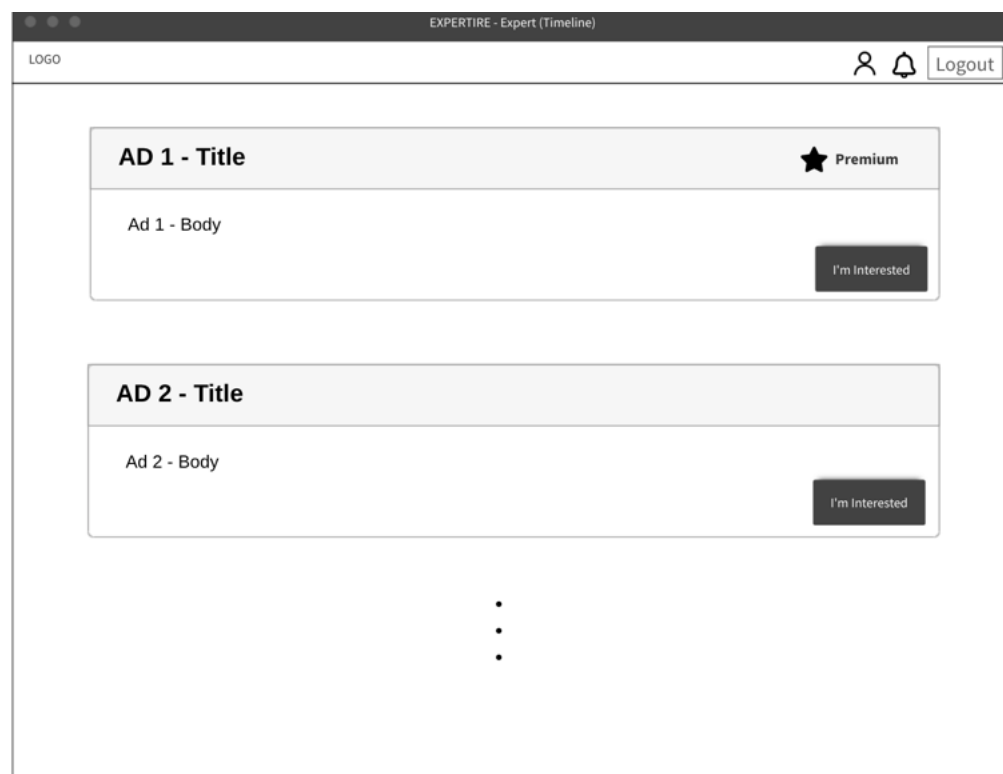 EXPERTIRE - Expert (Timeline)
LOGO
Logout
AD 1 - Title
Premium
Ad 1 - Body
I'm Interested
AD 2 - Title
Ad 2 - Body
I'm Interested